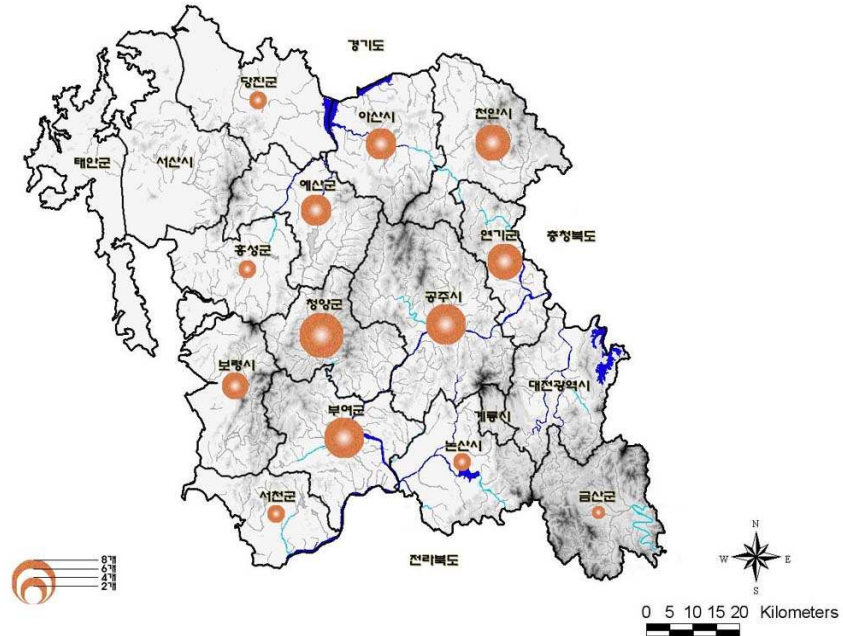 경기도
당진군
아산시
천안시
태안군
서산시
예산군
연기군
충청북도
홍성군
청양군
공주시
보령시
대전광역시
부여군
계룡시
논산시
서천군
금산군
전라북도
8개
6개
4개
2개
N
W E
S
0 5 10 15 20 Kilometers